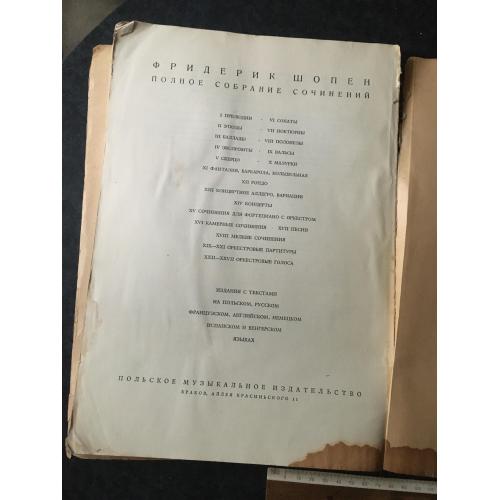 ФРИДЕРИК ШОПЕН
ПОЛНОЕ СОБРАНИЕ СОЧИНЕНИЙ
I ПРЕЛЮДИИ · VI СОНАТЫ
II ЭТЮДЫ · VII НОКТЮРНЫ
III БАЛЛАДЫ · VIII ПОЛОНЕЗЫ
IV ЭКСПРОМТЫ · IX ВАЛЬСЫ
V СКЕРЦО · X МАЗУРКИ
XI ФАНТАЗИЯ, БАРКАРОЛА, КОЛЫБЕЛЬНАЯ
XII РОНДО
XIII КОНЦЕРТНОЕ АЛЛЕГРО, ВАРИАЦИИ
XIV КОНЦЕРТЫ
XV СОЧИНЕНИЯ ДЛЯ ФОРТЕПИАНО С ОРКЕСТРОМ
XVI КАМЕРНЫЕ СОЧИНЕНИЯ · XVII ПЕСНИ
XVIII МЕЛКИЕ СОЧИНЕНИЯ
XIX—XXI ОРКЕСТРОВЫЕ ПАРТИТУРЫ
XXII—XXVII ОРКЕСТРОВЫЕ ГОЛОСА
ИЗДАНИЯ С ТЕКСТАМИ
НА ПОЛЬСКОМ, РУССКОМ
ФРАНЦУЗСКОМ, АНГЛИЙСКОМ, НЕМЕЦКОМ
ИСПАНСКОМ И ВЕНГЕРСКОМ
ЯЗЫКАХ
ПОЛЬСКОЕ МУЗЫКАЛЬНОЕ ИЗДАТЕЛЬСТВО
КРАКОВ, АЛЛЕЯ КРАСИНЬСКОГО 11